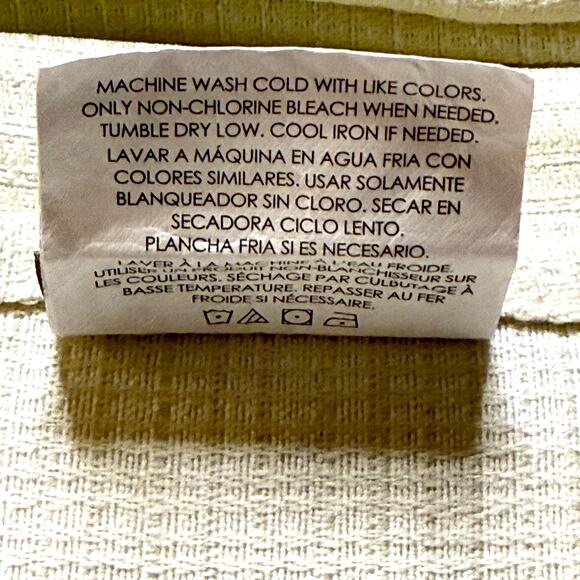 MACHINE WASH COLD WITH LIKE COLORS.
ONLY NON-CHLORINE BLEACH WHEN NEEDED.
TUMBLE DRY LOW. COOL IRON IF NEEDED.
LAVAR A MÁQUINA EN AGUA FRIA CON
COLORES SIMILARES. USAR SOLAMENTE
BLANQUEADOR SIN CLORO. SECAR EN
SECADORA CICLO LENTO.
PLANCHA FRIA SI ES NECESARIO.
LAVER À LA MACHINE À L'EAU FROIDE.
UTILISER UN PRODUIT NON-BLANCHISSEUR SUR
LES COULEURS. SÉCHAGE PAR CULBUTAGE À
BASSE TEMPERATURE. REPASSER AU FER
FROIDE SI NÉCESSAIRE.